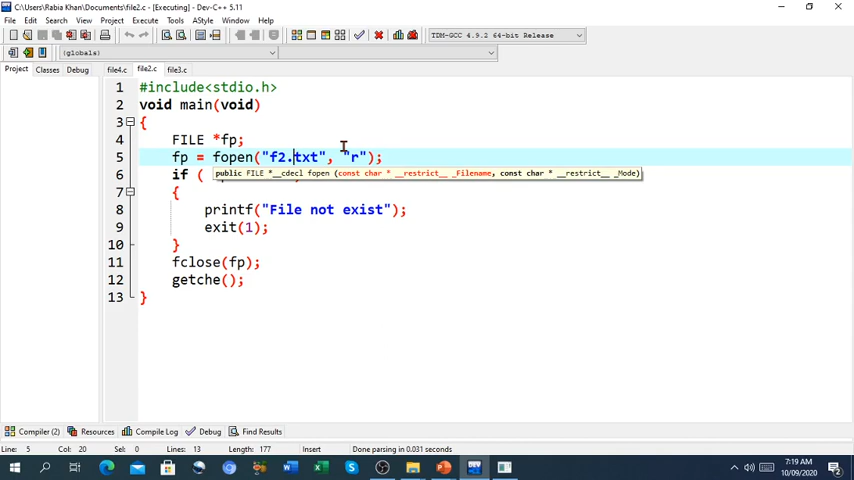 C:\Users\Rabia Khan\file2.c - [Executing] - Dev-C++ 5.11
File Edit Search View Project Execute Tools AStyle Window Help
TDM-GCC 4.9.2 64-bit Release
(globals)
Project Classes Debug file4.c file2.c file3.c
1 #include<stdio.h>
2 void main(void)
3 {
4 FILE *fp;
5 fp = fopen("f2.txt", "r");
public FILE *__cdecl fopen (const char * __restrict__ _Filename, const char * __restrict__ _Mode)
6 if (
7 {
8 printf("File not exist");
9 exit(1);
10 }
11 fclose(fp);
12 getche();
13 }
Compiler (2) Resources Compile Log Debug Find Results
Line: 5 Col: 20 Sel: 0 Lines: 13 Length: 177 Insert Done parsing in 0.031 seconds
7:19 AM
10/09/2020
2